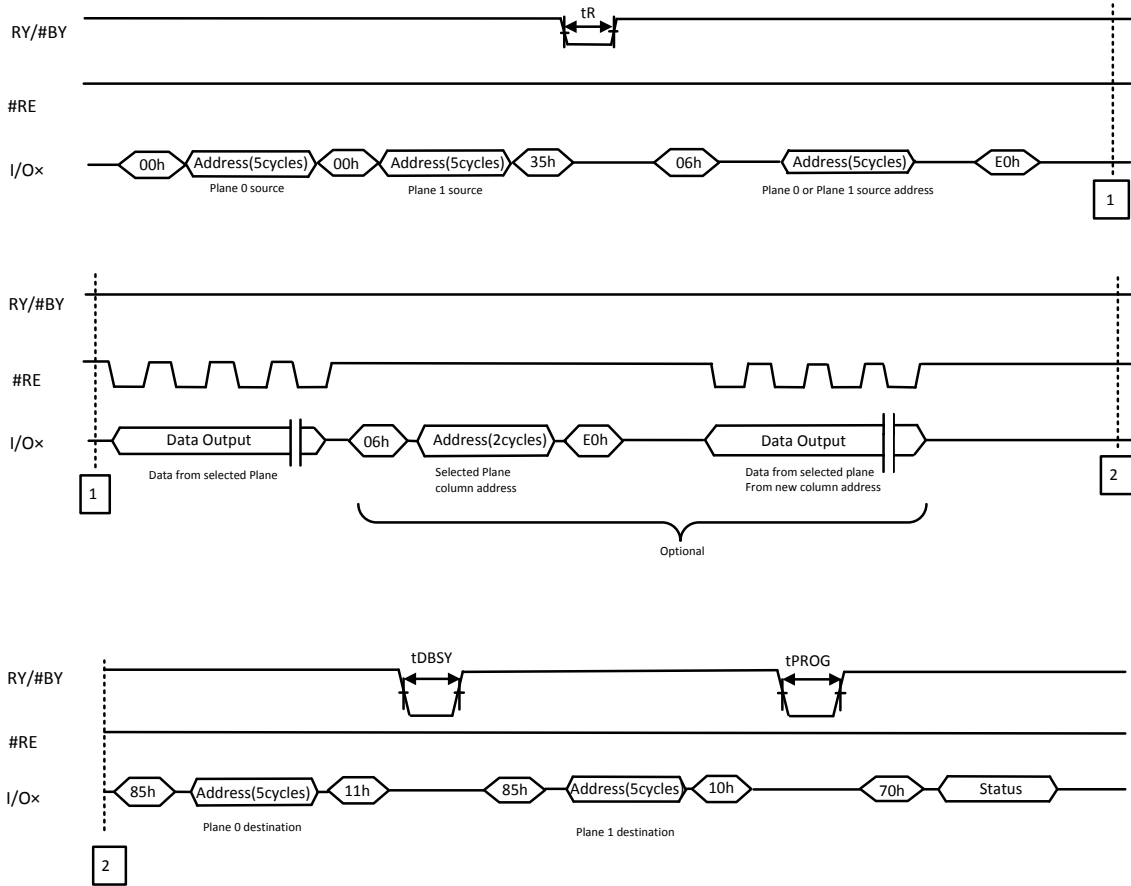 tR
RY/#BY
#RE
I/O×
00h Address(5cycles) 00h Address(5cycles) 35h 06h Address(5cycles) E0h
Plane 0 source Plane 1 source Plane 0 or Plane 1 source address
1
RY/#BY
#RE
I/O×
Data Output 06h Address(2cycles) E0h Data Output
Data from selected Plane
Selected Plane
column address
Data from selected plane
From new column address
1
2
Optional
tDBSY tPROG
RY/#BY
#RE
I/O×
85h Address(5cycles) 11h 85h Address(5cycles 10h 70h Status
Plane 0 destination Plane 1 destination
2